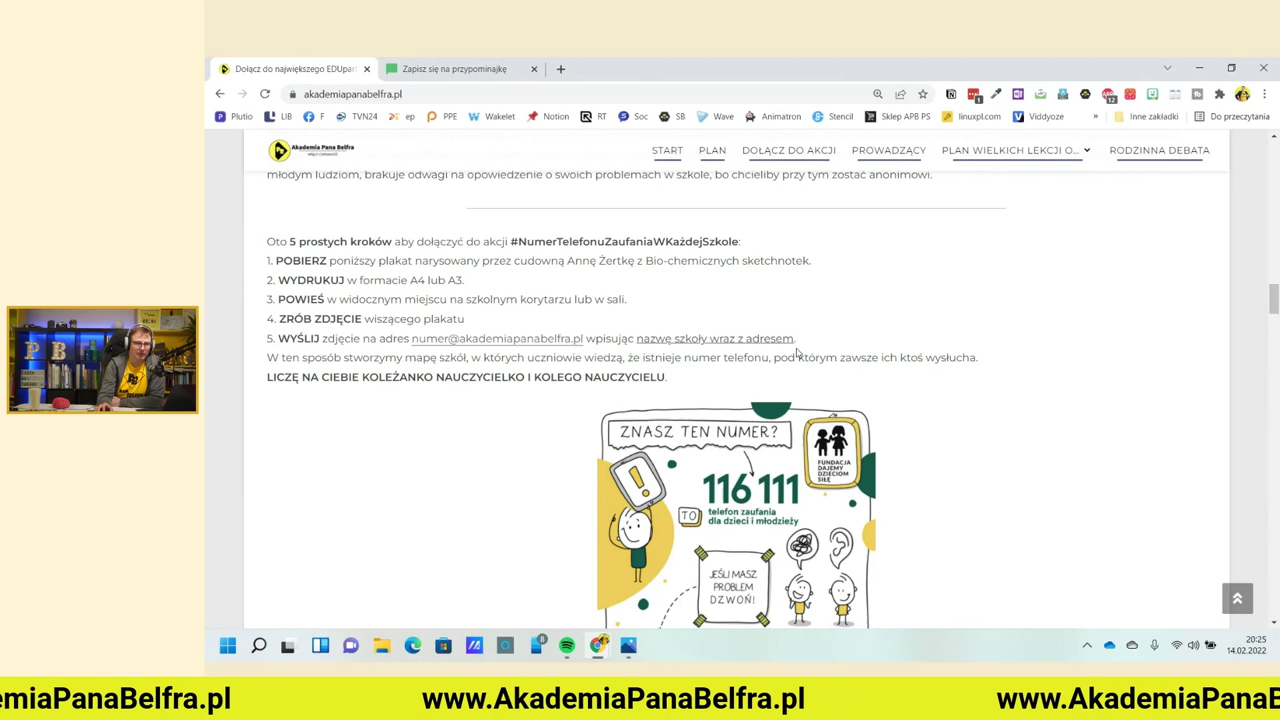 Dołącz do największego EDUpart
Zapisz się na przypominajkę
akademiapanabelfra.pl
Plutio LIB F TVN24 ep PPE Wakelet Notion RT Soc SB Wave Animatron Stencil Sklep APB PS linuxpl.com Viddyoze » Inne zakładki Do przeczytania
Akademia Pana Belfra
START PLAN DOŁĄCZ DO AKCJI PROWADZĄCY PLAN WIELKICH LEKCJI O... RODZINNA DEBATA
młodym ludziom, brakuje odwagi na opowiedzenie o swoich problemach w szkole, bo chcieliby przy tym zostać anonimowi.
Oto 5 prostych kroków aby dołączyć do akcji #NumerTelefonuZaufaniaWKażdejSzkole:
1. POBIERZ poniższy plakat narysowany przez cudowną Annę Żertkę z Bio-chemicznych sketchnotek.
2. WYDRUKUJ w formacie A4 lub A3.
3. POWIEŚ w widocznym miejscu na szkolnym korytarzu lub w sali.
4. ZRÓB ZDJĘCIE wiszącego plakatu
5. WYŚLIJ zdjęcie na adres numer@akademiapanabelfra.pl wpisując nazwę szkoły wraz z adresem.
W ten sposób stworzymy mapę szkół, w których uczniowie wiedzą, że istnieje numer telefonu, pod którym zawsze ich ktoś wysłucha.
LICZĘ NA CIEBIE KOLEŻANKO NAUCZYCIELKO I KOLEGO NAUCZYCIELU.
ZNASZ TEN NUMER?
FUNDACJA
DAJEMY
DZIECIOM
SIŁĘ
116 111
TO
telefon zaufania
dla dzieci i młodzieży
JEŚLI MASZ
PROBLEM
DZWOŃ!
P B
20:25
14.02.2022
emiaPanaBelfra.pl www.AkademiaPanaBelfra.pl www.AkademiaPanaB